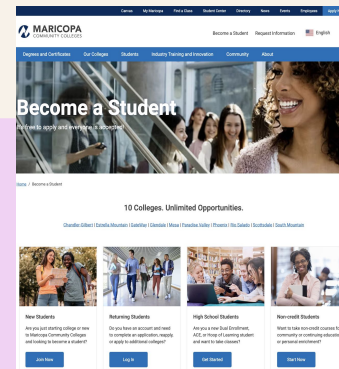 Canvas My Maricopa Find a Class Student Center Directory News Events Employees Apply
MARICOPA
COMMUNITY COLLEGES
Become a Student Request Information English
Degrees and Certificates Our Colleges Students Industry Training and Innovation Community About
Become a Student
It's free to apply and everyone is accepted!
Home / Become a Student
10 Colleges. Unlimited Opportunities.
Chandler-Gilbert | Estrella Mountain | GateWay | Glendale | Mesa | Paradise Valley | Phoenix | Rio Salado | Scottsdale | South Mountain
New Students
Are you just starting college or new
to Maricopa Community Colleges
and looking to become a student?
Join Now
Returning Students
Do you have an account and need
to complete an application, reapply,
or apply to additional colleges?
Log In
High School Students
Are you a new Dual Enrollment,
ACE, or Hoop of Learning student
and want to take classes?
Get Started
Non-credit Students
Want to take non-credit courses for
community or continuing education
or personal enrichment?
Start Now